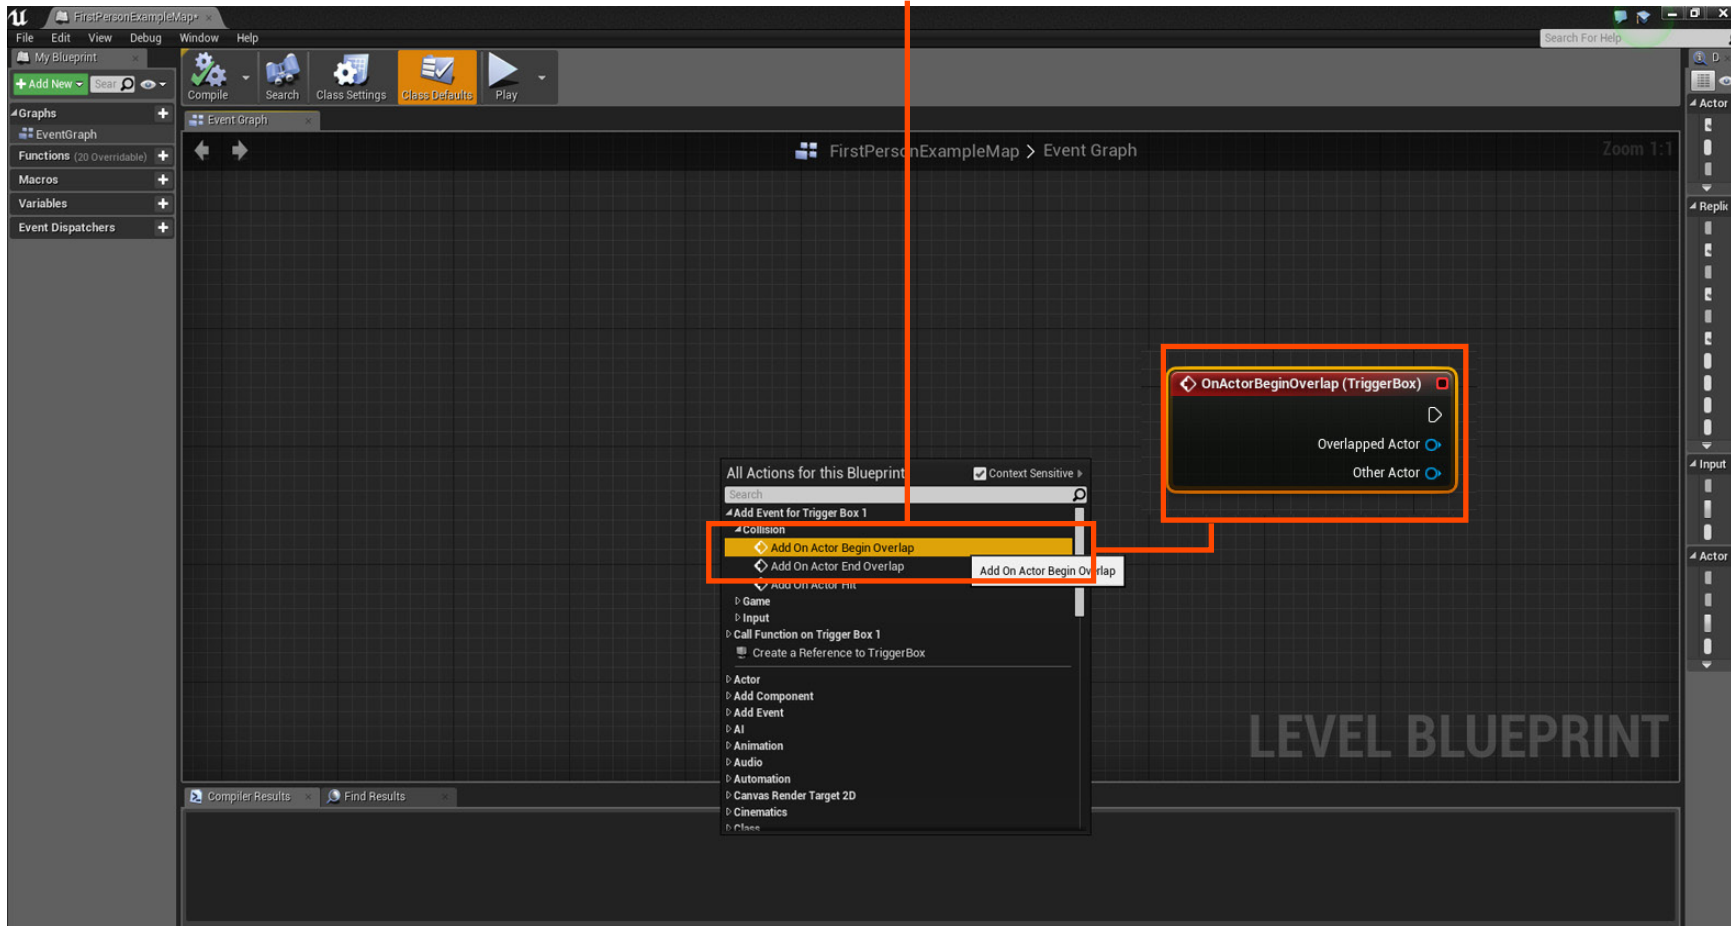 FirstPersonExampleMap*
File Edit View Debug Window Help
Search For Help
My Blueprint
D
Add New
Sear
Compile
Search
Class Settings
Class Defaults
Play
Graphs
EventGraph
Functions (20 Overridable)
Macros
Variables
Event Dispatchers
Event Graph
FirstPersonExampleMap > Event Graph
Zoom 1:1
Actor
Replic
Input
Actor
OnActorBeginOverlap (TriggerBox)
Overlapped Actor
Other Actor
All Actions for this Blueprint
Context Sensitive
Search
Add Event for Trigger Box 1
Collision
Add On Actor Begin Overlap
Add On Actor End Overlap
Add On Actor Begin Overlap
Add On Actor Hit
Game
Input
Call Function on Trigger Box 1
Create a Reference to TriggerBox
Actor
Add Component
Add Event
AI
Animation
Audio
Automation
Canvas Render Target 2D
Cinematics
Class
LEVEL BLUEPRINT
Compiler Results
Find Results